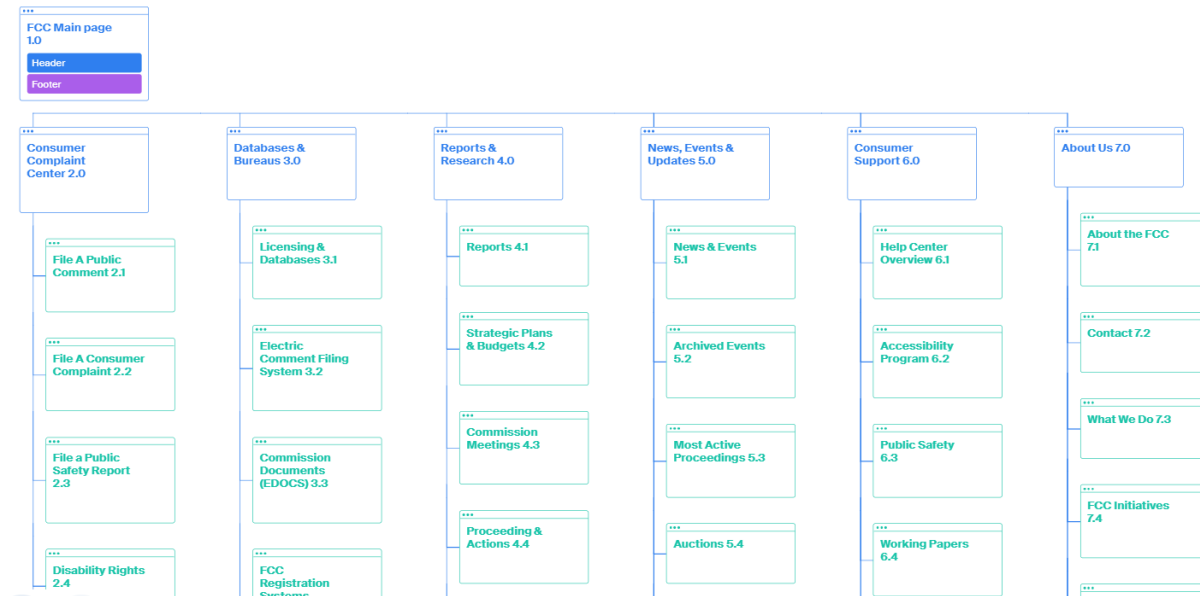 FCC Main page
1.0
Header
Footer
Consumer
Complaint
Center 2.0
Databases &
Bureaus 3.0
Reports &
Research 4.0
News, Events &
Updates 5.0
Consumer
Support 6.0
About Us 7.0
File A Public
Comment 2.1
File A Consumer
Complaint 2.2
File a Public
Safety Report
2.3
Disability Rights
2.4
Licensing &
Databases 3.1
Electric
Comment Filing
System 3.2
Commission
Documents
(EDOCS) 3.3
FCC
Registration
Systems
Reports 4.1
Strategic Plans
& Budgets 4.2
Commission
Meetings 4.3
Proceeding &
Actions 4.4
News & Events
5.1
Archived Events
5.2
Most Active
Proceedings 5.3
Auctions 5.4
Help Center
Overview 6.1
Accessibility
Program 6.2
Public Safety
6.3
Working Papers
6.4
About the FCC
7.1
Contact 7.2
What We Do 7.3
FCC Initiatives
7.4